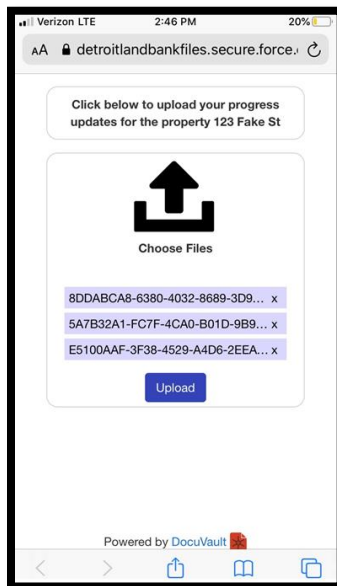 Verizon LTE 2:46 PM 20%
AA detroitlandbankfiles.secure.force.
Click below to upload your progress
updates for the property 123 Fake St
Choose Files
8DDABCA8-6380-4032-8689-3D9... x
5A7B32A1-FC7F-4CA0-B01D-9B9... x
E5100AAF-3F38-4529-A4D6-2EEA... x
Upload
Powered by DocuVault